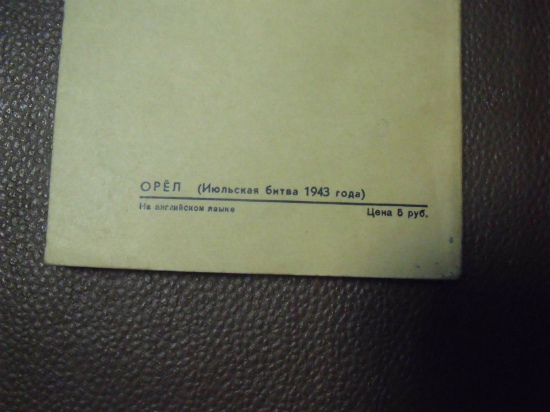 ОРЁЛ (Июльская битва 1943 года)
На английском языке Цена 5 руб.